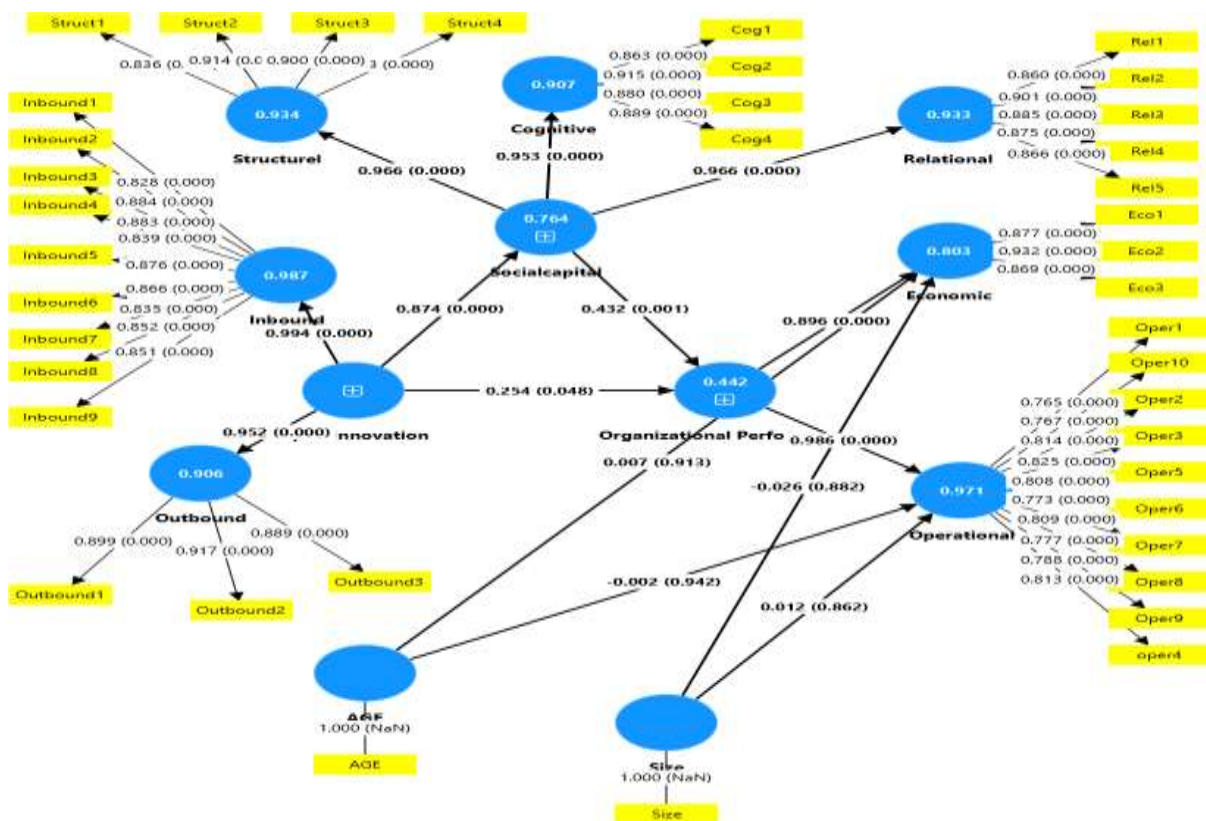 Struct1
Struct2
Struct3
Struct4
0.914
0.900 (0.000)
0.836
(0.000)
0.934
Structurel
Cog1
Cog2
Cog3
Cog4
0.863 (0.000)
0.915 (0.000)
0.880 (0.000)
0.889 (0.000)
0.907
Cognitive
Rel1
Rel2
Rel3
Rel4
Rel5
0.860 (0.000)
0.901 (0.000)
0.885 (0.000)
0.875 (0.000)
0.866 (0.000)
0.933
Relational
0.966 (0.000)
0.953 (0.000)
0.966 (0.000)
Inbound1
Inbound2
Inbound3
Inbound4
Inbound5
Inbound6
Inbound7
Inbound8
Inbound9
0.828 (0.000)
0.884 (0.000)
0.883 (0.000)
0.839 (0.000)
0.876 (0.000)
0.866 (0.000)
0.835 (0.000)
0.852 (0.000)
0.851 (0.000)
0.987
Inbound
0.764
Socialcapital
Eco1
Eco2
Eco3
0.877 (0.000)
0.932 (0.000)
0.869 (0.000)
0.803
Economic
0.994 (0.000)
0.874 (0.000)
0.432 (0.001)
0.896 (0.000)
0.254 (0.048)
0.442
Organizational Perfo
nnovation
0.952 (0.000)
0.986 (0.000)
0.007 (0.913)
-0.026 (0.882)
0.906
Outbound
0.899 (0.000)
0.917 (0.000)
0.889 (0.000)
Outbound1
Outbound2
Outbound3
Oper1
Oper10
Oper2
Oper3
Oper5
Oper6
Oper7
Oper8
Oper9
oper4
0.765 (0.000)
0.767 (0.000)
0.814 (0.000)
0.825 (0.000)
0.808 (0.000)
0.773 (0.000)
0.809 (0.000)
0.777 (0.000)
0.788 (0.000)
0.813 (0.000)
0.971
Operational
-0.002 (0.942)
0.012 (0.862)
AGE
1.000 (NaN)
AGE
Size
1.000 (NaN)
Size